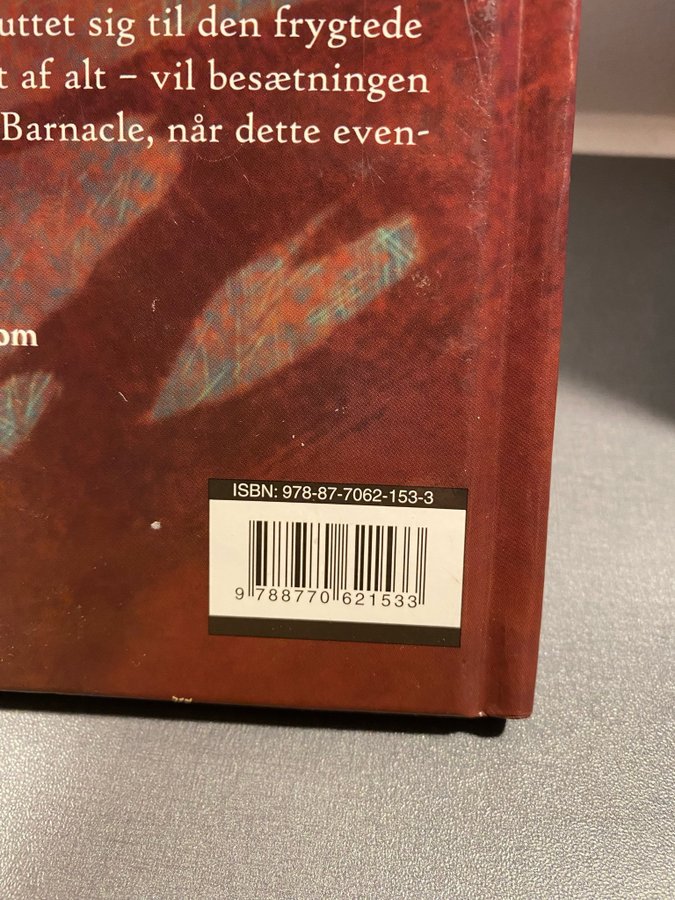 uttet sig til den frygtede
t af alt – vil besætningen
Barnacle, når dette even-
om
ISBN: 978-87-7062-153-3
9 788770 621533